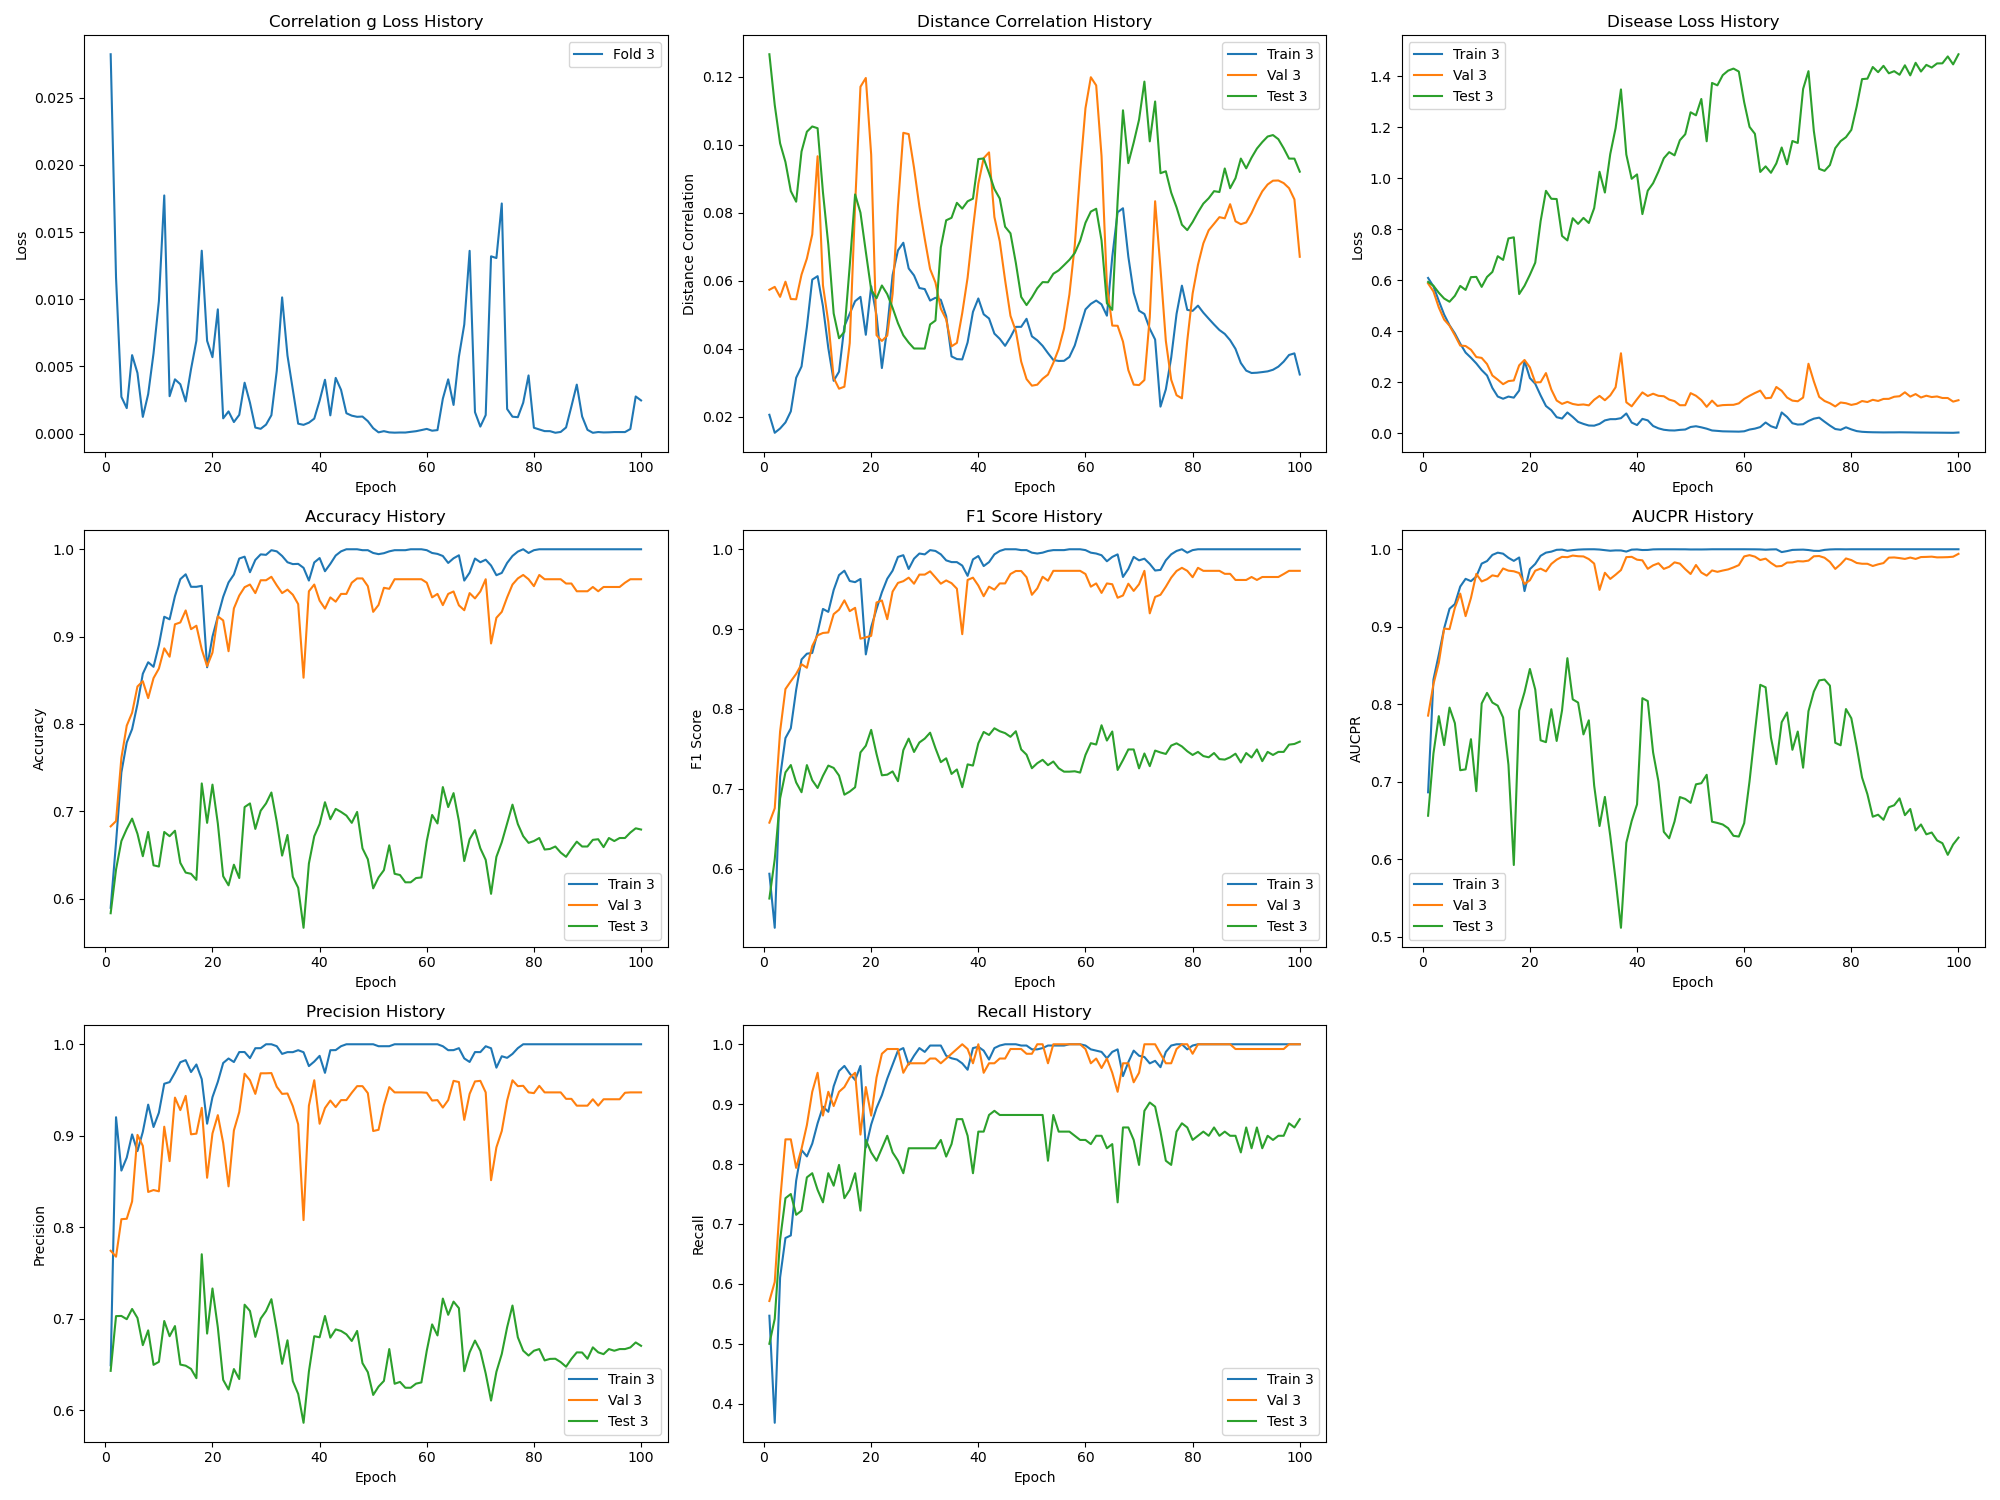 Correlation g Loss History
Fold 3
Loss
0.025
0.020
0.015
0.010
0.005
0.000
0 20 40 60 80 100
Epoch
Distance Correlation History
Train 3
Val 3
Test 3
Distance Correlation
0.12
0.10
0.08
0.06
0.04
0.02
0 20 40 60 80 100
Epoch
Disease Loss History
Train 3
Val 3
Test 3
Loss
1.4
1.2
1.0
0.8
0.6
0.4
0.2
0.0
0 20 40 60 80 100
Epoch
Accuracy History
Accuracy
1.0
0.9
0.8
0.7
0.6
Train 3
Val 3
Test 3
0 20 40 60 80 100
Epoch
F1 Score History
F1 Score
1.0
0.9
0.8
0.7
0.6
Train 3
Val 3
Test 3
0 20 40 60 80 100
Epoch
AUCPR History
AUCPR
1.0
0.9
0.8
0.7
0.6
0.5
Train 3
Val 3
Test 3
0 20 40 60 80 100
Epoch
Precision History
Precision
1.0
0.9
0.8
0.7
0.6
Train 3
Val 3
Test 3
0 20 40 60 80 100
Epoch
Recall History
Recall
1.0
0.9
0.8
0.7
0.6
0.5
0.4
Train 3
Val 3
Test 3
0 20 40 60 80 100
Epoch